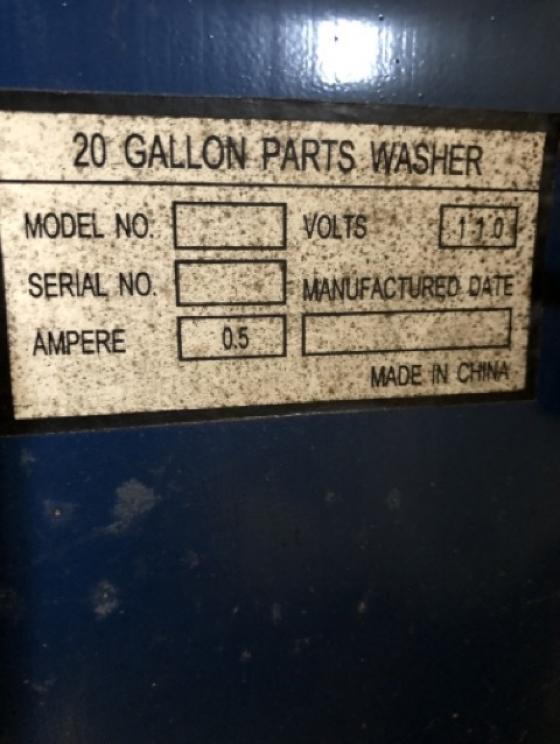 20 GALLON PARTS WASHER
MODEL NO. VOLTS 110
SERIAL NO. MANUFACTURED DATE
AMPERE 0.5
MADE IN CHINA